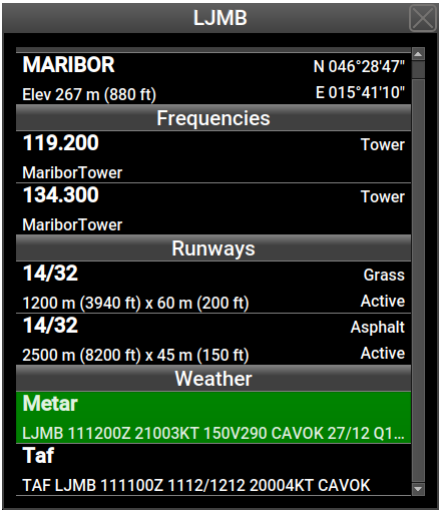 LJMB
MARIBOR N 046°28'47"
Elev 267 m (880 ft) E 015°41'10"
Frequencies
119.200 Tower
MariborTower
134.300 Tower
MariborTower
Runways
14/32 Grass
1200 m (3940 ft) x 60 m (200 ft) Active
14/32 Asphalt
2500 m (8200 ft) x 45 m (150 ft) Active
Weather
Metar
LJMB 111200Z 21003KT 150V290 CAVOK 27/12 Q1...
Taf
TAF LJMB 111100Z 1112/1212 20004KT CAVOK